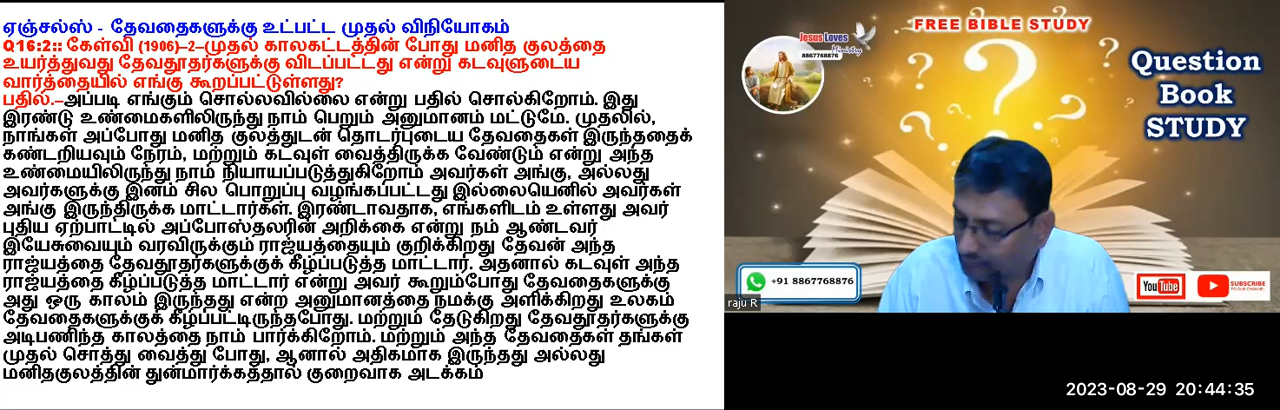 ஏஞ்சல்ஸ் - தேவதைகளுக்கு உட்பட்ட முதல் விநியோகம்
Q16:2:: கேள்வி (1906)–2–முதல் காலகட்டத்தின் போது மனித குலத்தை
உயர்த்துவது தேவதூதர்களுக்கு விடப்பட்டது என்று கடவுளுடைய
வார்த்தையில் எங்கு கூறப்பட்டுள்ளது?
பதில்.–அப்படி எங்கும் சொல்லவில்லை என்று பதில் சொல்கிறோம். இது
இரண்டு உண்மைகளிலிருந்து நாம் பெறும் அனுமானம் மட்டுமே. முதலில்,
நாங்கள் அப்போது மனித குலத்துடன் தொடர்புடைய தேவதைகள் இருந்ததைக்
கண்டறியவும் நேரம், மற்றும் கடவுள் வைத்திருக்க வேண்டும் என்று அந்த
உண்மையிலிருந்து நாம் நியாயப்படுத்துகிறோம் அவர்கள் அங்கு, அல்லது
அவர்களுக்கு இனம் சில பொறுப்பு வழங்கப்பட்டது இல்லையெனில் அவர்கள்
அங்கு இருந்திருக்க மாட்டார்கள். இரண்டாவதாக, எங்களிடம் உள்ளது அவர்
புதிய ஏற்பாட்டில் அப்போஸ்தலரின் அறிக்கை என்று நம் ஆண்டவர்
இயேசுவையும் வரவிருக்கும் ராஜ்யத்தையும் குறிக்கிறது தேவன் அந்த
ராஜ்யத்தை தேவதூதர்களுக்குக் கீழ்ப்படுத்த மாட்டார். அதனால் கடவுள் அந்த
ராஜ்யத்தை கீழ்ப்படுத்த மாட்டார் என்று அவர் கூறும்போது தேவதைகளுக்கு
அது ஒரு காலம் இருந்தது என்ற அனுமானத்தை நமக்கு அளிக்கிறது உலகம்
தேவதைகளுக்குக் கீழ்ப்பட்டிருந்தபோது. மற்றும் தேடுகிறது தேவதூதர்களுக்கு
அடிபணிந்த காலத்தை நாம் பார்க்கிறோம். மற்றும் அந்த தேவதைகள் தங்கள்
முதல் சொத்து வைத்து போது, ஆனால் அதிகமாக இருந்தது அல்லது
மனிதகுலத்தின் துன்மார்க்கத்தால் குறைவாக அடக்கம்
FREE BIBLE STUDY
Jesus Loves
Ministry
8867768876
Question
Book
STUDY
+91 8867768876
raju R
YouTube
SUBSCRIBE
TO OUR CHANNEL
2023-08-29 20:44:35